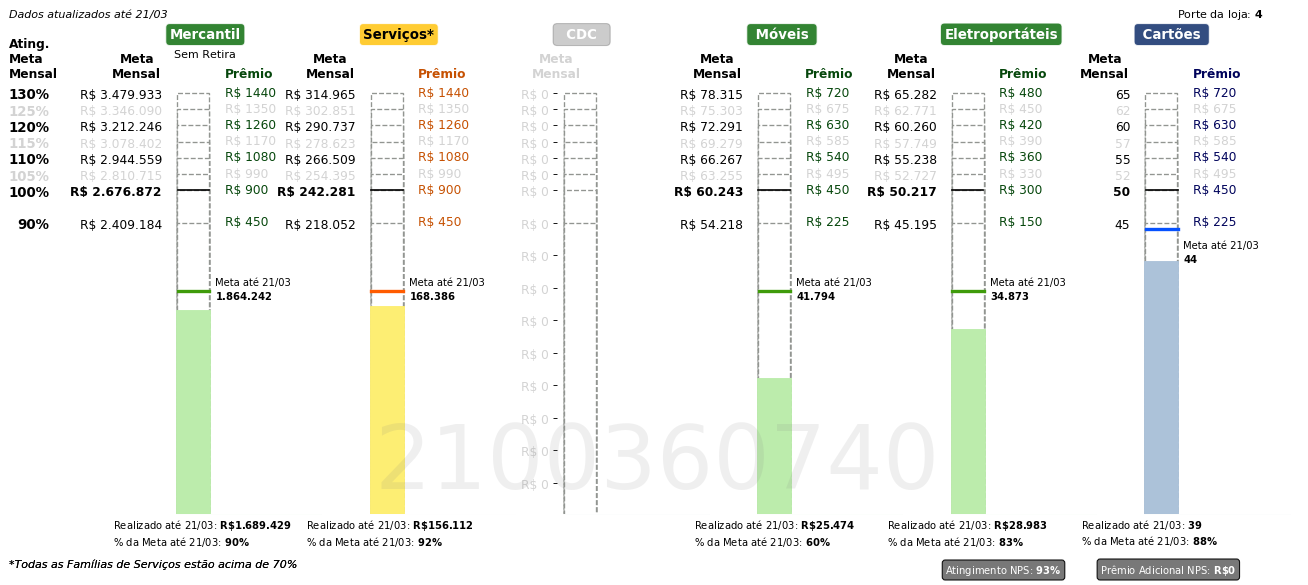 Dados atualizados até 21/03
Porte da loja: 4
Mercantil Serviços* CDC Móveis Eletroportáteis Cartões
Sem Retira
Ating. Meta Mensal
Meta Mensal Prêmio Meta Mensal Prêmio Meta Mensal Meta Mensal Prêmio Meta Mensal Prêmio Meta Mensal Prêmio
130% R$ 3.479.933 R$ 1440 R$ 314.965 R$ 1440 R$ 0 R$ 78.315 R$ 720 R$ 65.282 R$ 480 65 R$ 720
125% R$ 3.346.090 R$ 1350 R$ 302.851 R$ 1350 R$ 0 R$ 75.303 R$ 675 R$ 62.771 R$ 450 62 R$ 675
120% R$ 3.212.246 R$ 1260 R$ 290.737 R$ 1260 R$ 0 R$ 72.291 R$ 630 R$ 60.260 R$ 420 60 R$ 630
115% R$ 3.078.402 R$ 1170 R$ 278.623 R$ 1170 R$ 0 R$ 69.279 R$ 585 R$ 57.749 R$ 390 57 R$ 585
110% R$ 2.944.559 R$ 1080 R$ 266.509 R$ 1080 R$ 0 R$ 66.267 R$ 540 R$ 55.238 R$ 360 55 R$ 540
105% R$ 2.810.715 R$ 990 R$ 254.395 R$ 990 R$ 0 R$ 63.255 R$ 495 R$ 52.727 R$ 330 52 R$ 495
100% R$ 2.676.872 R$ 900 R$ 242.281 R$ 900 R$ 0 R$ 60.243 R$ 450 R$ 50.217 R$ 300 50 R$ 450
90% R$ 2.409.184 R$ 450 R$ 218.052 R$ 450 R$ 0 R$ 54.218 R$ 225 R$ 45.195 R$ 150 45 R$ 225
Meta até 21/03
44
R$ 0
Meta até 21/03 Meta até 21/03 Meta até 21/03 Meta até 21/03
1.864.242 168.386 41.794 34.873
R$ 0
R$ 0
R$ 0
R$ 0
R$ 0
R$ 0
R$ 0
2100360740
Realizado até 21/03: R$1.689.429 Realizado até 21/03: R$156.112 Realizado até 21/03: R$25.474 Realizado até 21/03: R$28.983 Realizado até 21/03: 39
% da Meta até 21/03: 90% % da Meta até 21/03: 92% % da Meta até 21/03: 60% % da Meta até 21/03: 83% % da Meta até 21/03: 88%
*Todas as Famílias de Serviços estão acima de 70%
Atingimento NPS: 93% Prêmio Adicional NPS: R$0